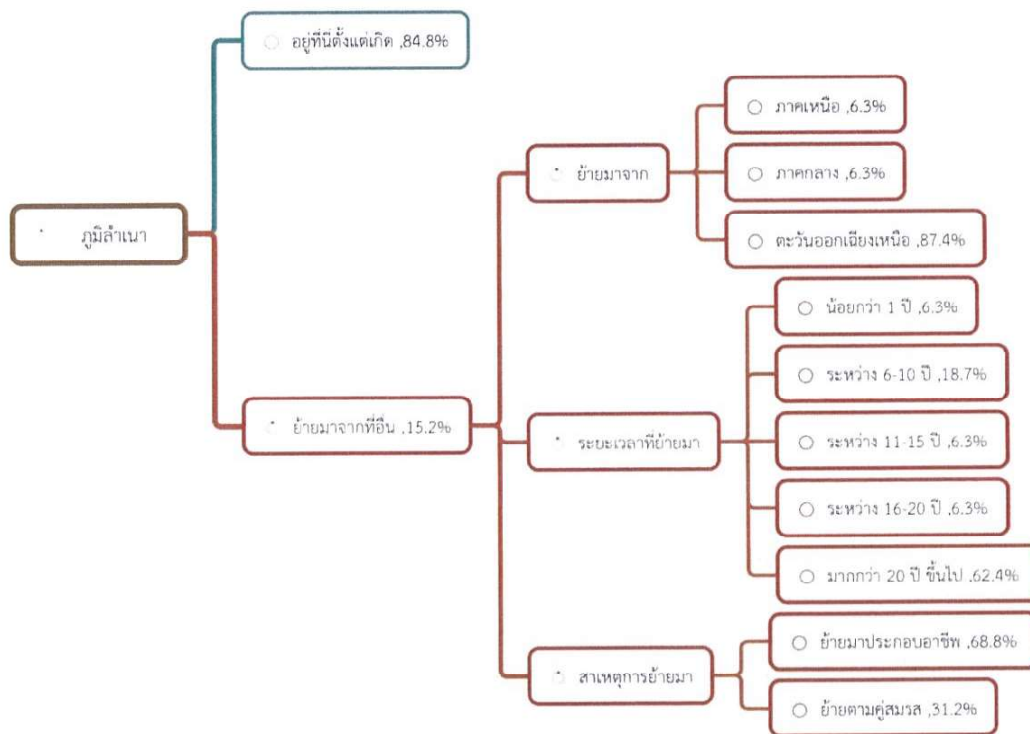 อยู่ที่นี่ตั้งแต่เกิด ,84.8%
ภาคเหนือ ,6.3%
ย้ายมาจาก
ภาคกลาง ,6.3%
ภูมิลำเนา
ตะวันออกเฉียงเหนือ ,87.4%
น้อยกว่า 1 ปี ,6.3%
ระหว่าง 6-10 ปี ,18.7%
ย้ายมาจากที่อื่น ,15.2%
ระยะเวลาที่ย้ายมา
ระหว่าง 11-15 ปี ,6.3%
ระหว่าง 16-20 ปี ,6.3%
มากกว่า 20 ปี ขึ้นไป ,62.4%
ย้ายมาประกอบอาชีพ ,68.8%
สาเหตุการย้ายมา
ย้ายตามคู่สมรส ,31.2%